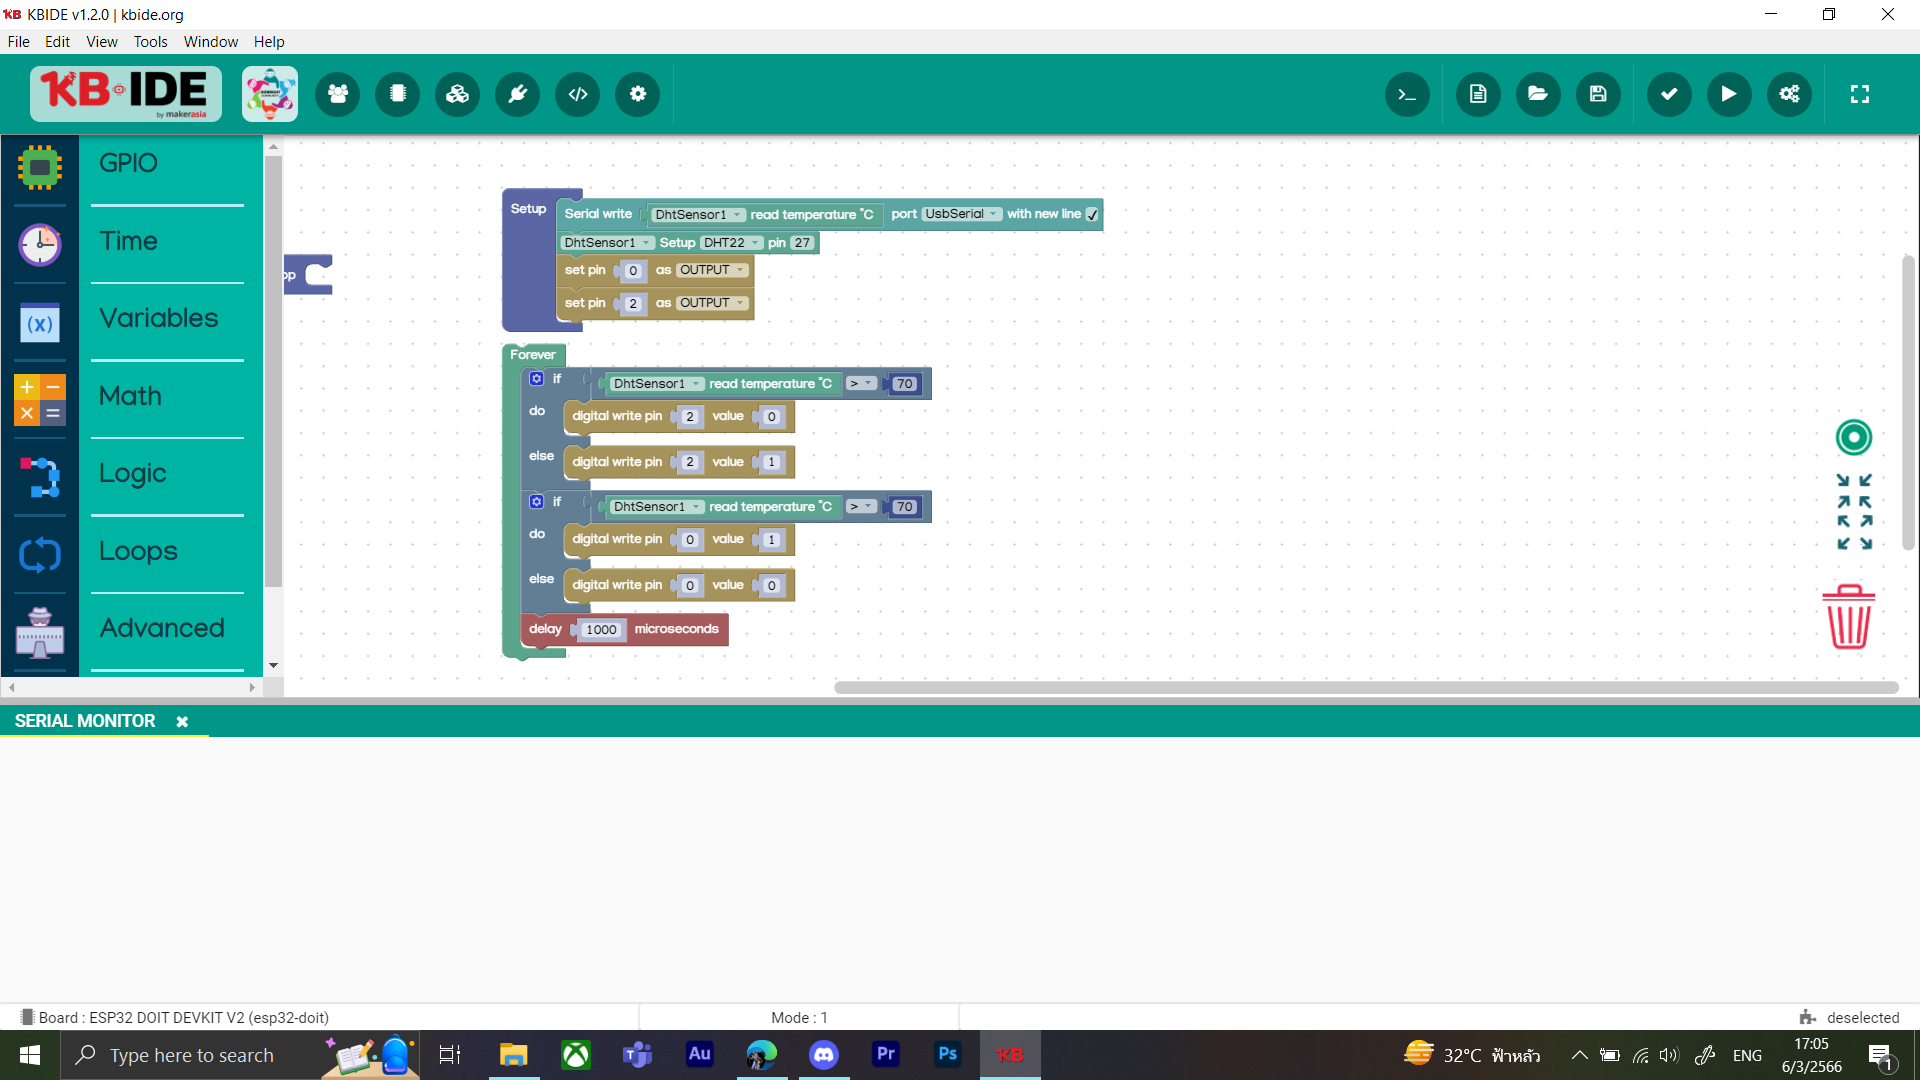 KB KBIDE v1.2.0 | kbide.org
File Edit View Tools Window Help
KB IDE
by makerasia
GPIO
Time
Variables
Math
Logic
Loops
Advanced
(x)
op
Setup
Serial write DhtSensor1 read temperature °C port UsbSerial with new line ✓
DhtSensor1 Setup DHT22 pin 27
set pin 0 as OUTPUT
set pin 2 as OUTPUT
Forever
if DhtSensor1 read temperature °C > 70
do digital write pin 2 value 0
else digital write pin 2 value 1
if DhtSensor1 read temperature °C > 70
do digital write pin 0 value 1
else digital write pin 0 value 0
delay 1000 microseconds
SERIAL MONITOR
Board : ESP32 DOIT DEVKIT V2 (esp32-doit)
Mode : 1
deselected
Type here to search
Au
Pr
Ps
KB
32°C ฟ้าหลัว
ENG
17:05
6/3/2566
1